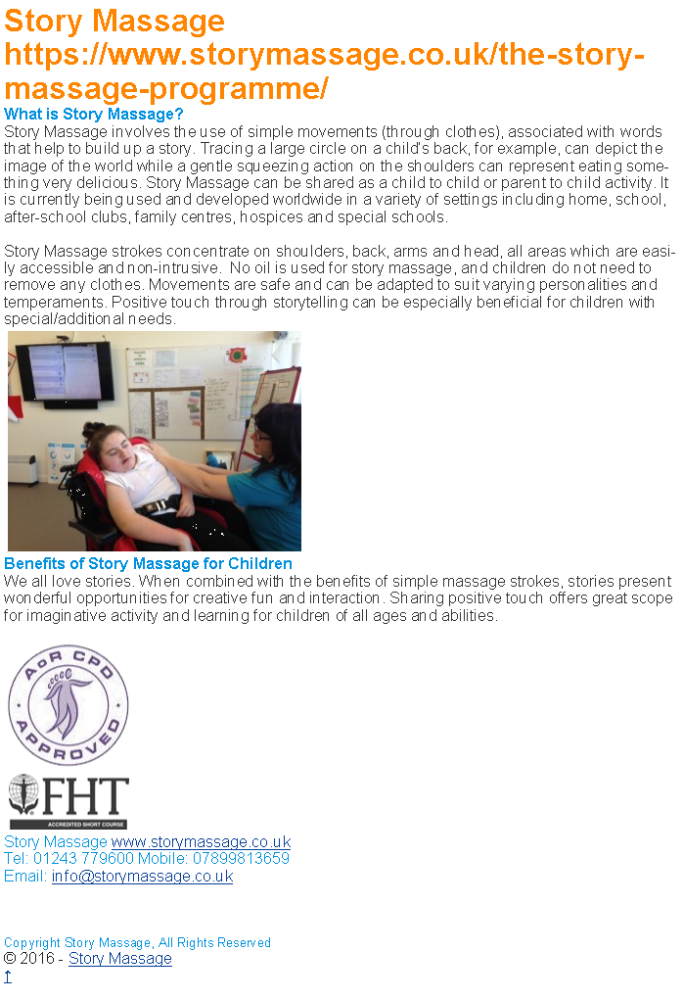 Story Massage
https://www.storymassage.co.uk/the-story-
massage-programme/
What is Story Massage?
Story Massage involves the use of simple movements (through clothes), associated with words
that help to build up a story. Tracing a large circle on a child's back, for example, can depict the
image of the world while a gentle squeezing action on the shoulders can represent eating some-
thing very delicious. Story Massage can be shared as a child to child or parent to child activity. It
is currently being used and developed worldwide in a variety of settings including home, school,
after-school clubs, family centres, hospices and special schools.
Story Massage strokes concentrate on shoulders, back, arms and head, all areas which are easi-
ly accessible and non-intrusive. No oil is used for story massage, and children do not need to
remove any clothes. Movements are safe and can be adapted to suit varying personalities and
temperaments. Positive touch through storytelling can be especially beneficial for children with
special/additional needs.
Benefits of Story Massage for Children
We all love stories. When combined with the benefits of simple massage strokes, stories present
wonderful opportunities for creative fun and interaction. Sharing positive touch offers great scope
for imaginative activity and learning for children of all ages and abilities.
AoR CPD
APPROVED
FHT
ACCREDITED SHORT COURSE
Story Massage www.storymassage.co.uk
Tel: 01243 779600 Mobile: 07899813659
Email: info@storymassage.co.uk
Copyright Story Massage, All Rights Reserved
© 2016 - Story Massage
↑